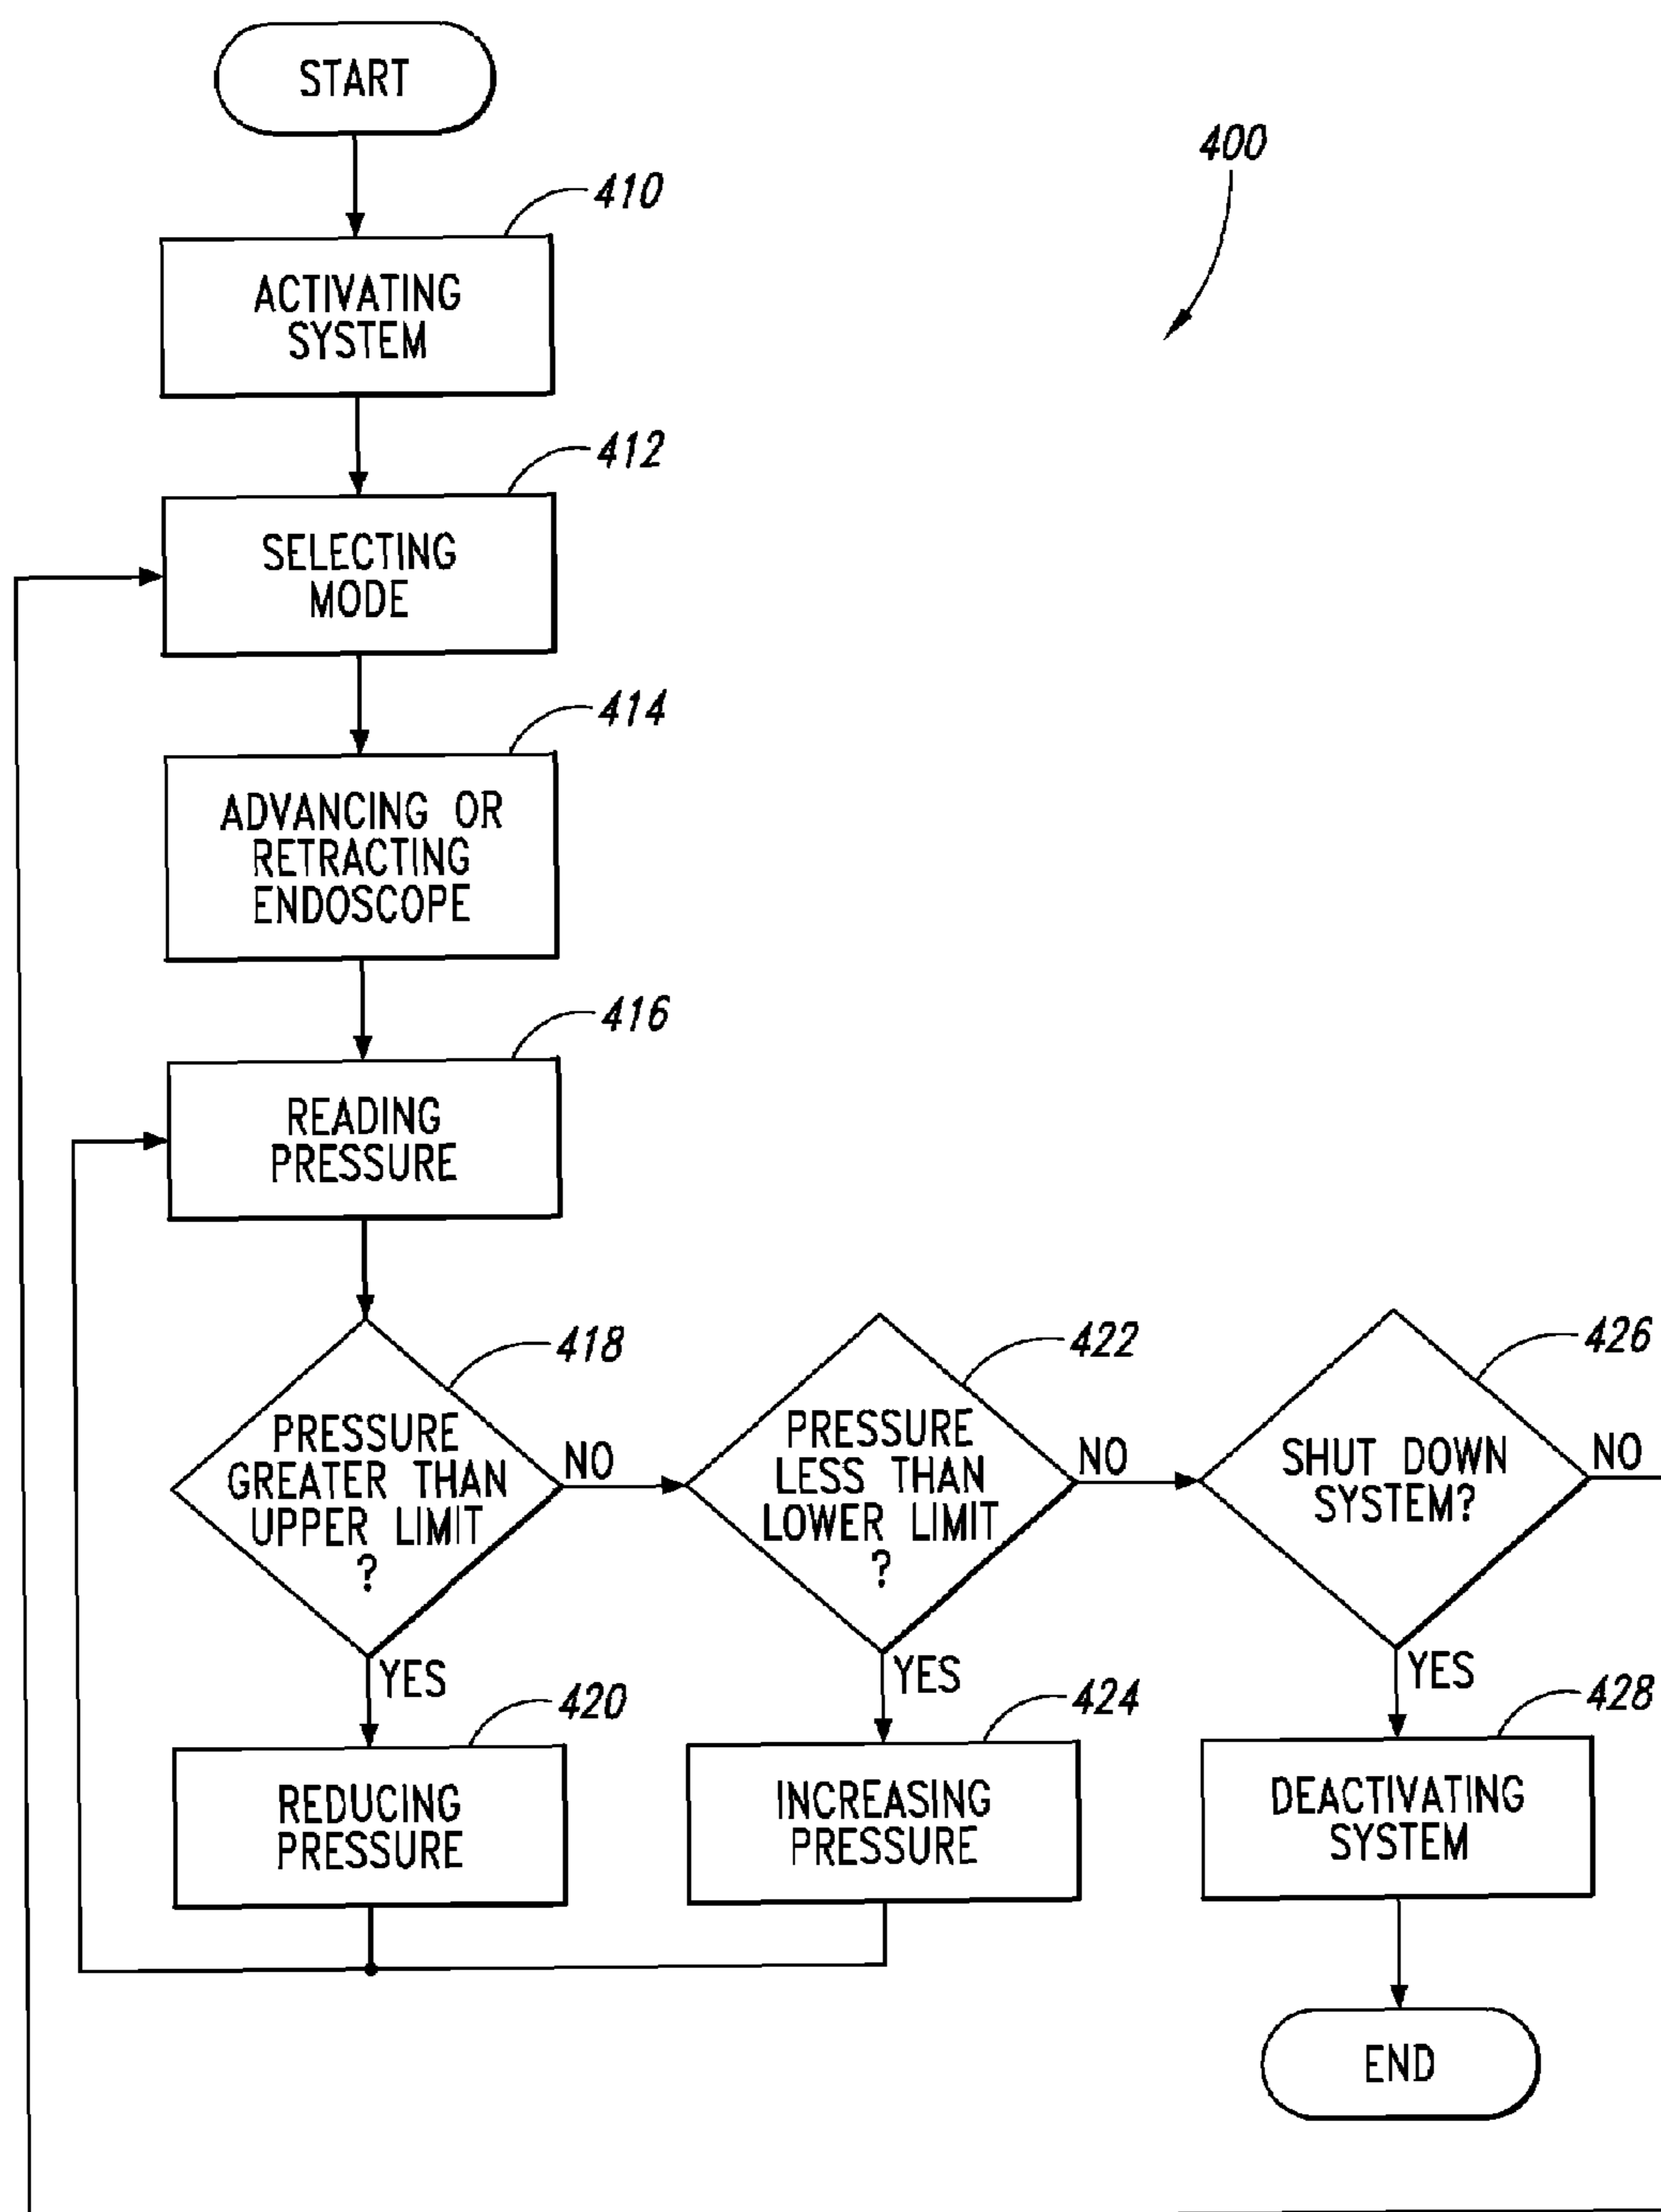 START
400
410
ACTIVATING
SYSTEM
412
SELECTING
MODE
414
ADVANCING OR
RETRACTING
ENDOSCOPE
416
READING
PRESSURE
418
PRESSURE
GREATER THAN
UPPER LIMIT
?
NO
YES
422
PRESSURE
LESS THAN
LOWER LIMIT
?
NO
YES
426
SHUT DOWN
SYSTEM?
NO
YES
420
REDUCING
PRESSURE
424
INCREASING
PRESSURE
428
DEACTIVATING
SYSTEM
END